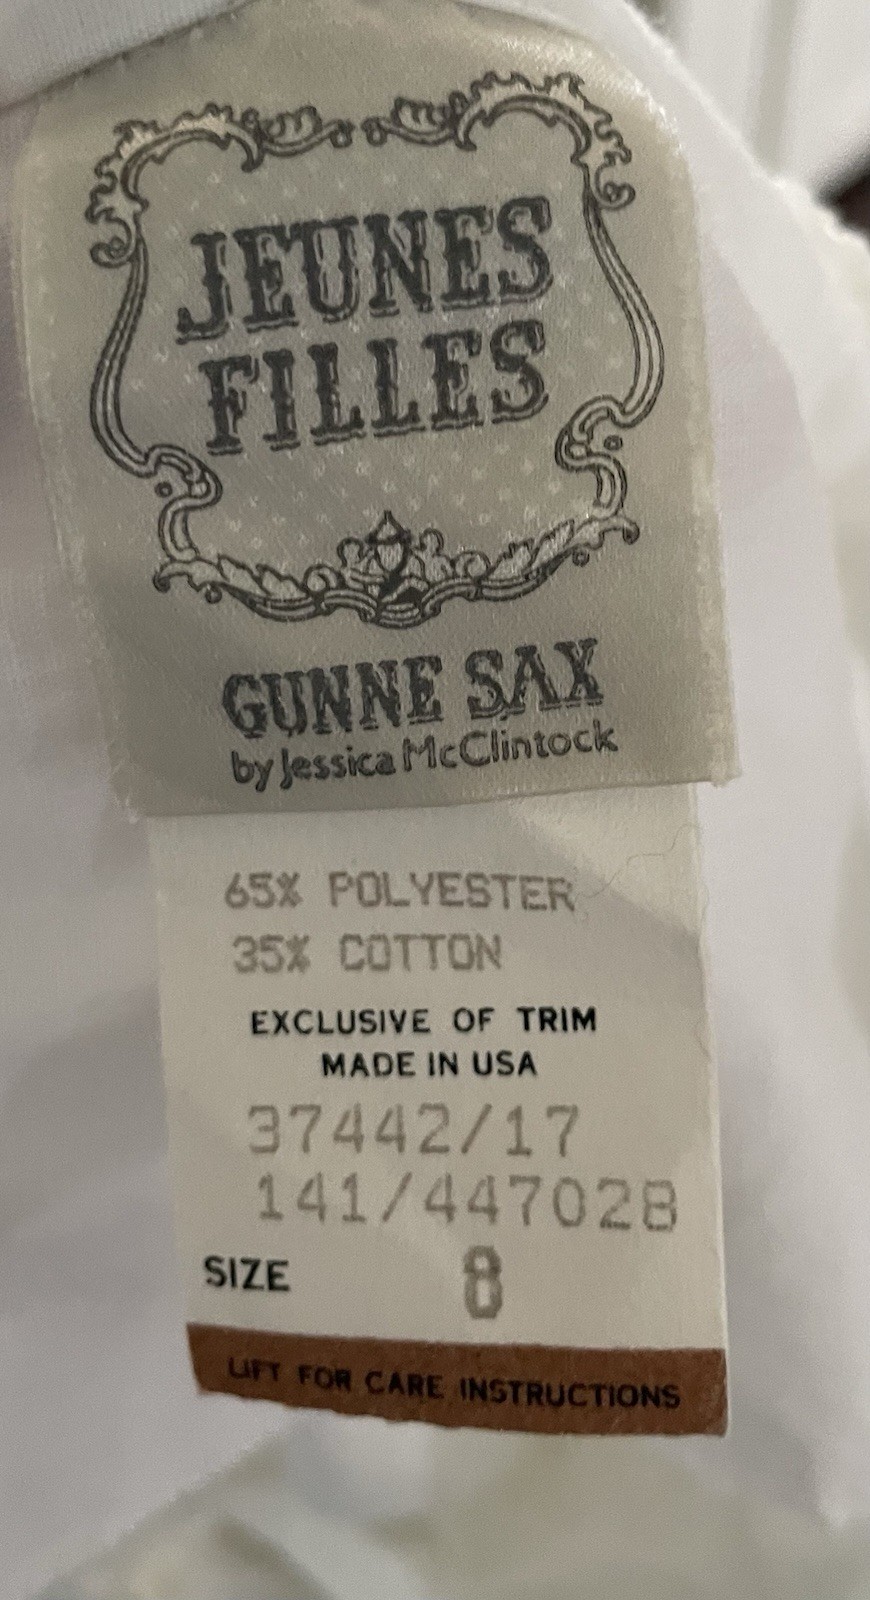 JEUNES
FILLES
GUNNE SAX
by Jessica McClintock
65% POLYESTER
35% COTTON
EXCLUSIVE OF TRIM
MADE IN USA
37442/17
141/447028
SIZE 8
LIFT FOR CARE INSTRUCTIONS